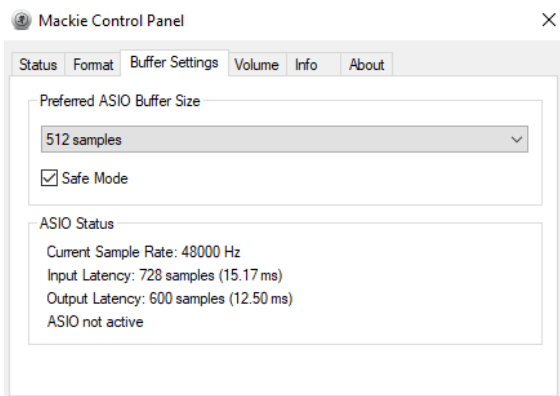 Mackie Control Panel
Status Format Buffer Settings Volume Info About
Preferred ASIO Buffer Size
512 samples
Safe Mode
ASIO Status
Current Sample Rate: 48000 Hz
Input Latency: 728 samples (15.17 ms)
Output Latency: 600 samples (12.50 ms)
ASIO not active